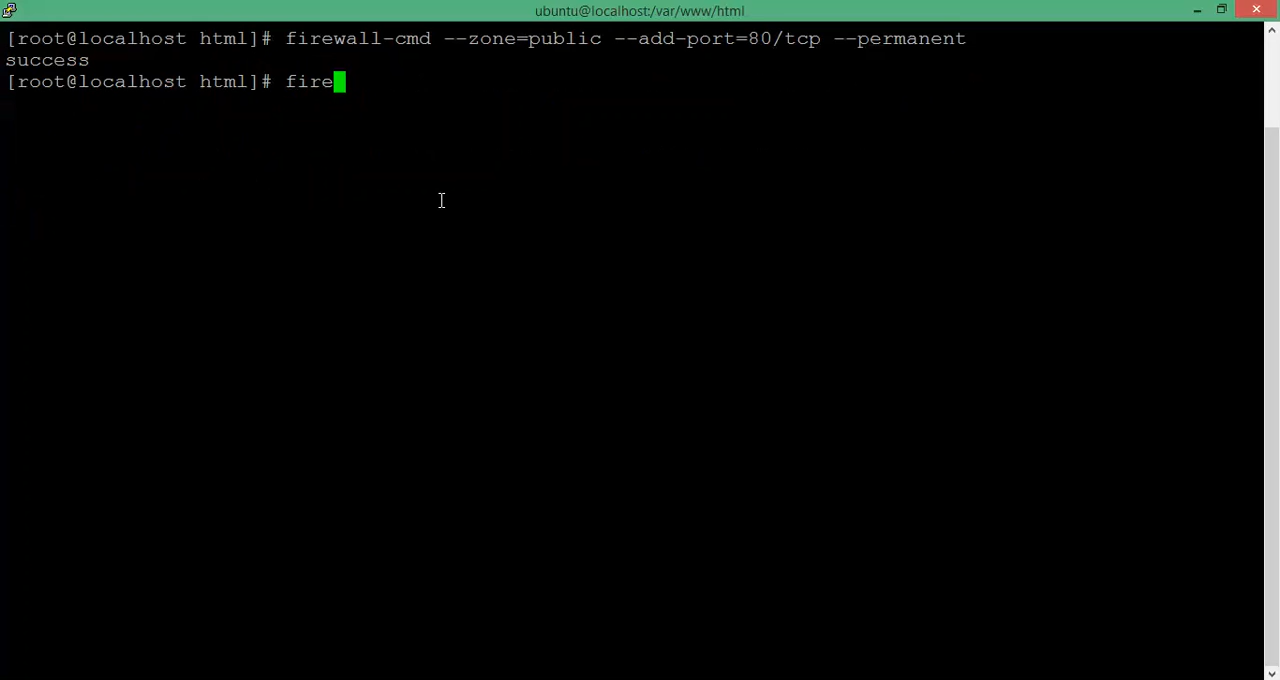 ubuntu@localhost:/var/www/html
[root@localhost html]# firewall-cmd --zone=public --add-port=80/tcp --permanent
success
[root@localhost html]# fire